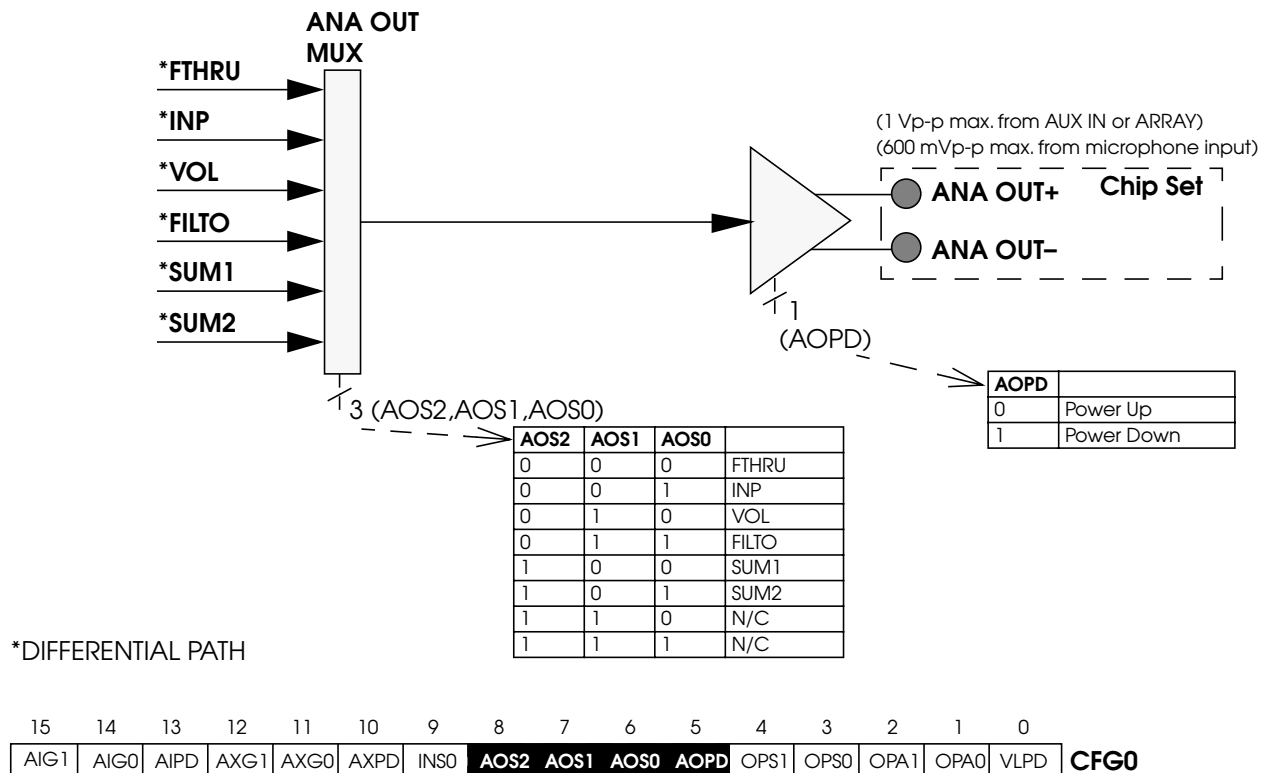 ANA OUT
MUX
*FTHRU
*INP
*VOL
*FILTO
*SUM1
*SUM2
(1 Vp-p max. from AUX IN or ARRAY)
(600 mVp-p max. from microphone input)
Chip Set
ANA OUT+
ANA OUT–
1
(AOPD)
3 (AOS2,AOS1,AOS0)
AOPD
0 Power Up
1 Power Down
AOS2 AOS1 AOS0
0 0 0 FTHRU
0 0 1 INP
0 1 0 VOL
0 1 1 FILTO
1 0 0 SUM1
1 0 1 SUM2
1 1 0 N/C
1 1 1 N/C
*DIFFERENTIAL PATH
15 14 13 12 11 10 9 8 7 6 5 4 3 2 1 0
AIG1 AIG0 AIPD AXG1 AXG0 AXPD INS0 AOS2 AOS1 AOS0 AOPD OPS1 OPS0 OPA1 OPA0 VLPD CFG0